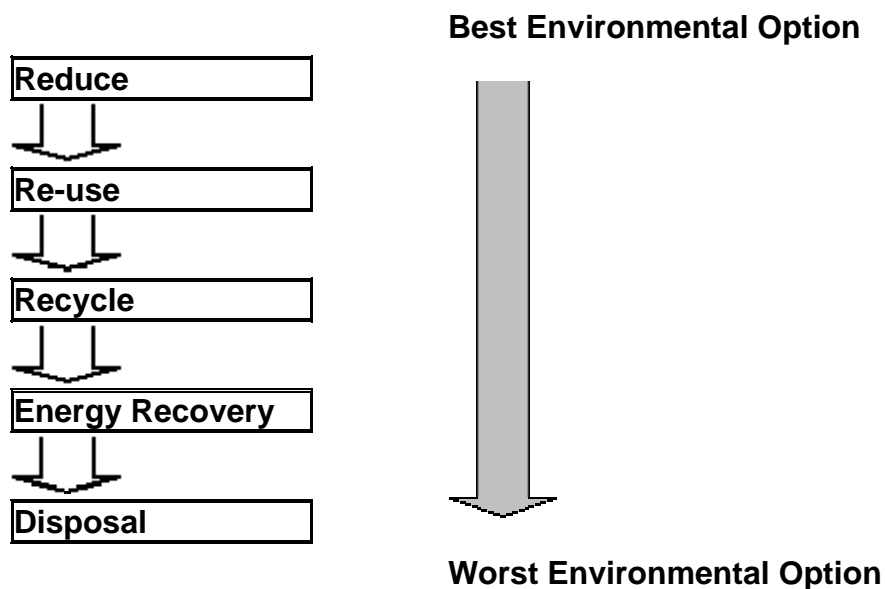 Best Environmental Option
Reduce
Re-use
Recycle
Energy Recovery
Disposal
Worst Environmental Option